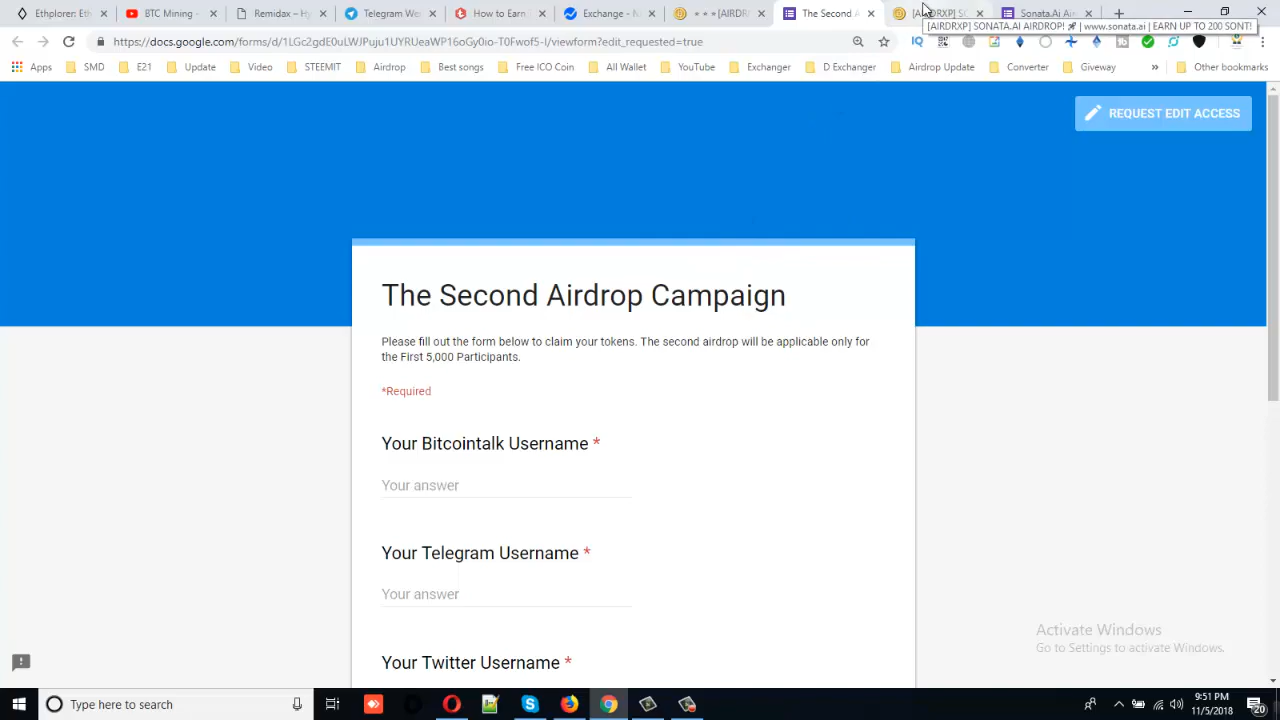 Ethplorer: Eth
BTC Mining -
Reminidax -
Telegram We
How to Earn
Exchange - M
* * *[AIRDR
The Second A
[AIRDRXP] SC
Sonata.Ai Air
[AIRDRXP] SONATA.AI AIRDROP! 🚀 | www.sonata.ai | EARN UP TO 200 SONT!
https://docs.google.
/viewform?edit_requested=true
Apps
SMD
E21
Update
Video
STEEMIT
Airdrop
Best songs
Free ICO Coin
All Wallet
YouTube
Exchanger
D Exchanger
Airdrop Update
Converter
Giveway
»
Other bookmarks
REQUEST EDIT ACCESS
The Second Airdrop Campaign
Please fill out the form below to claim your tokens. The second airdrop will be applicable only for
the First 5,000 Participants.
*Required
Your Bitcointalk Username *
Your answer
Your Telegram Username *
Your answer
Your Twitter Username *
Activate Windows
Go to Settings to activate Windows.
Type here to search
9:51 PM
11/5/2018
20